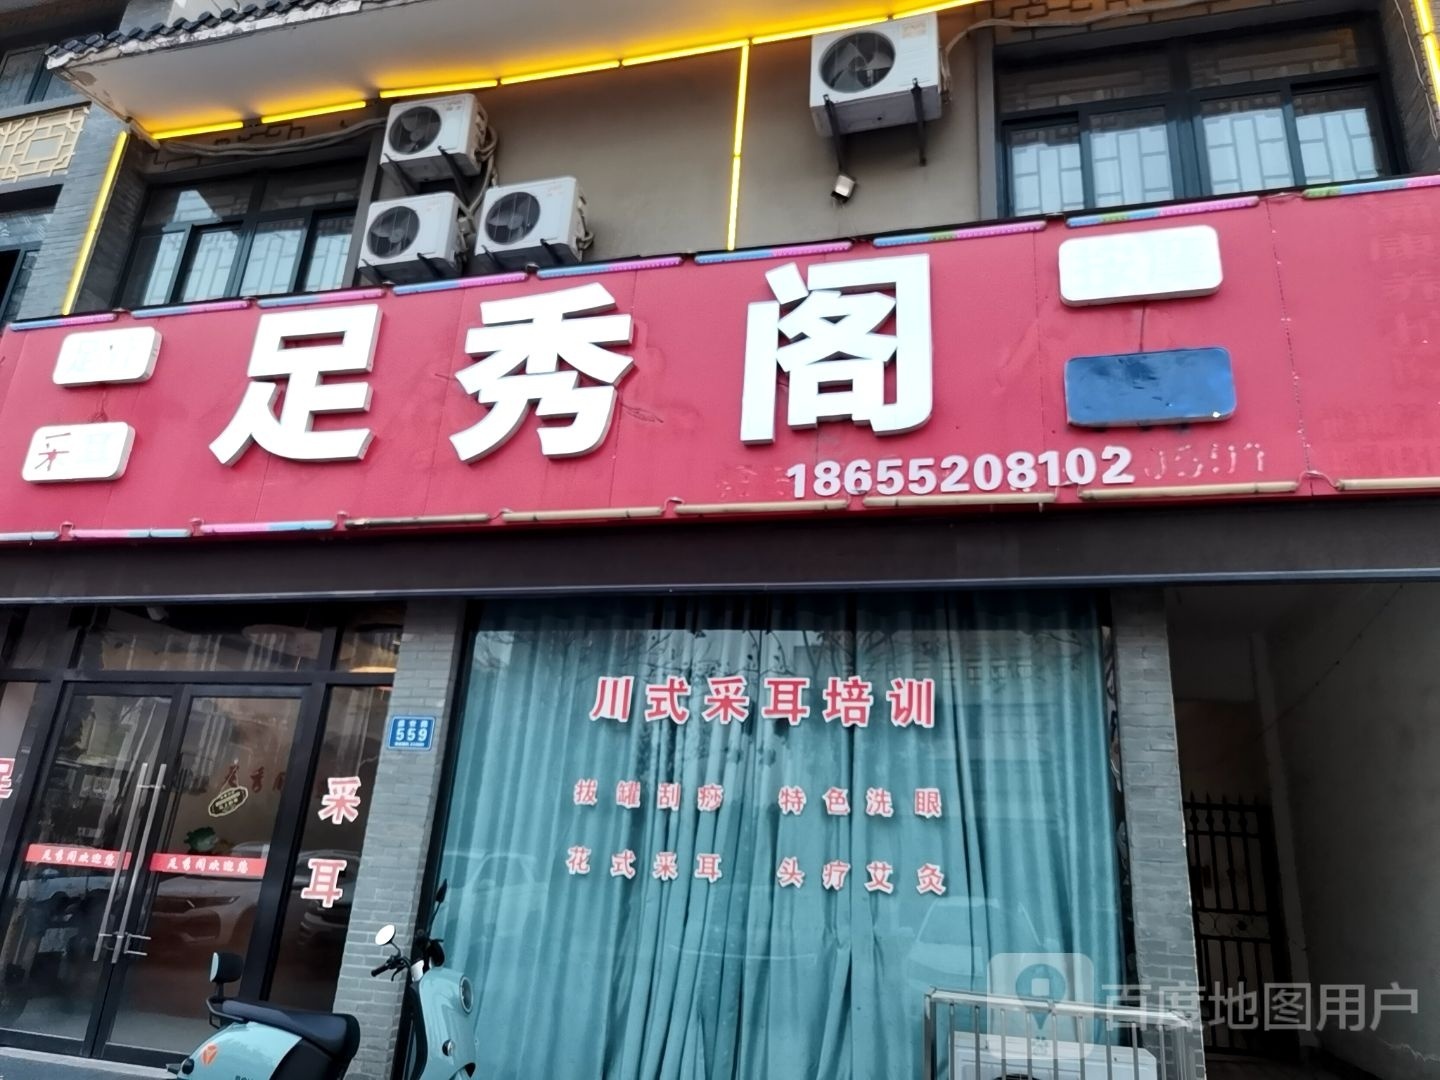 足秀阁
采耳
18655208102
川式采耳培训
559
拔罐刮痧 特色洗眼
花式采耳 头疗艾灸
采耳
足秀阁欢迎您
足秀阁欢迎您
百度地图用户